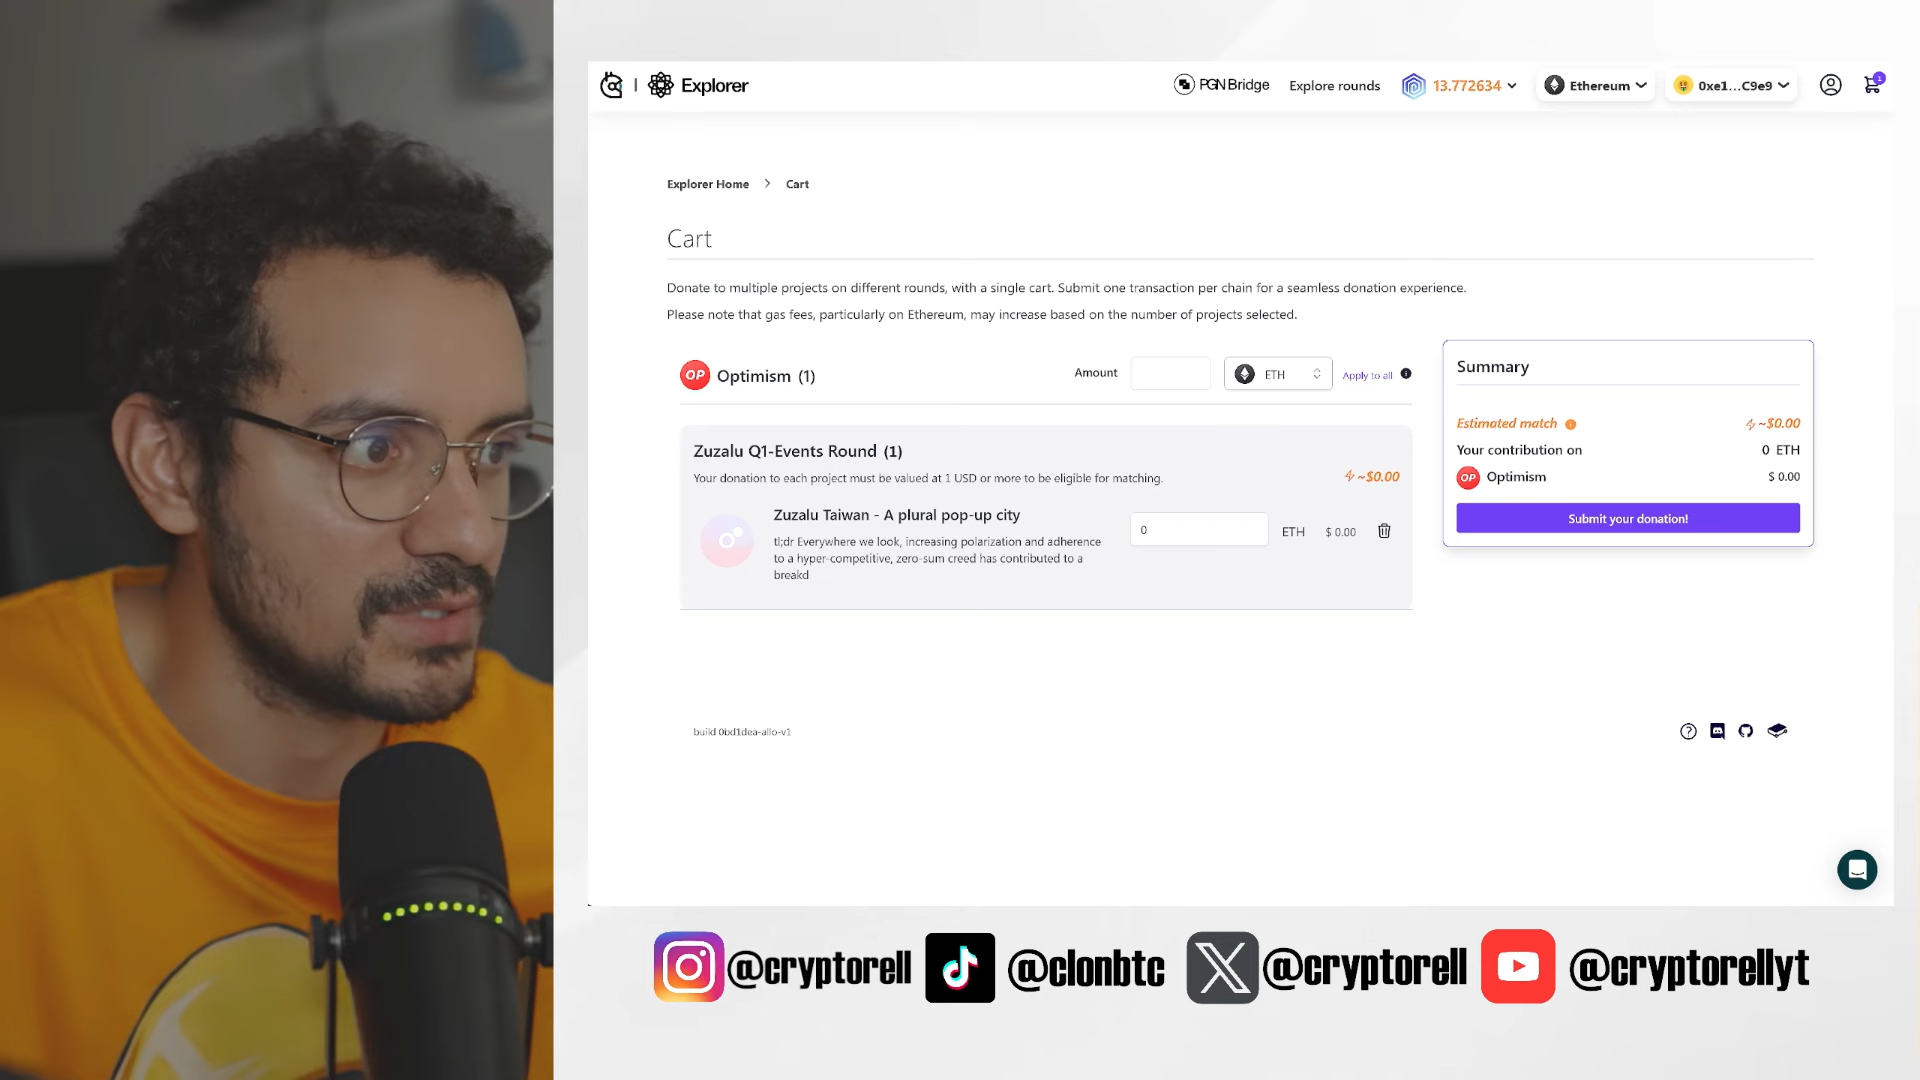 Explorer
PGN Bridge
Explore rounds
13.772634
Ethereum
0xe1...C9e9
1
Explorer Home > Cart
Cart
Donate to multiple projects on different rounds, with a single cart. Submit one transaction per chain for a seamless donation experience.
Please note that gas fees, particularly on Ethereum, may increase based on the number of projects selected.
OP Optimism (1)
Amount
ETH
Apply to all
Zuzalu Q1-Events Round (1)
Your donation to each project must be valued at 1 USD or more to be eligible for matching.
~$0.00
Zuzalu Taiwan - A plural pop-up city
tl;dr Everywhere we look, increasing polarization and adherence
to a hyper-competitive, zero-sum creed has contributed to a
breakd
0
ETH
$ 0.00
Summary
Estimated match
~$0.00
Your contribution on
0 ETH
OP Optimism
$ 0.00
Submit your donation!
@cryptorell
@clonbtc
@cryptorell
@cryptorellyt